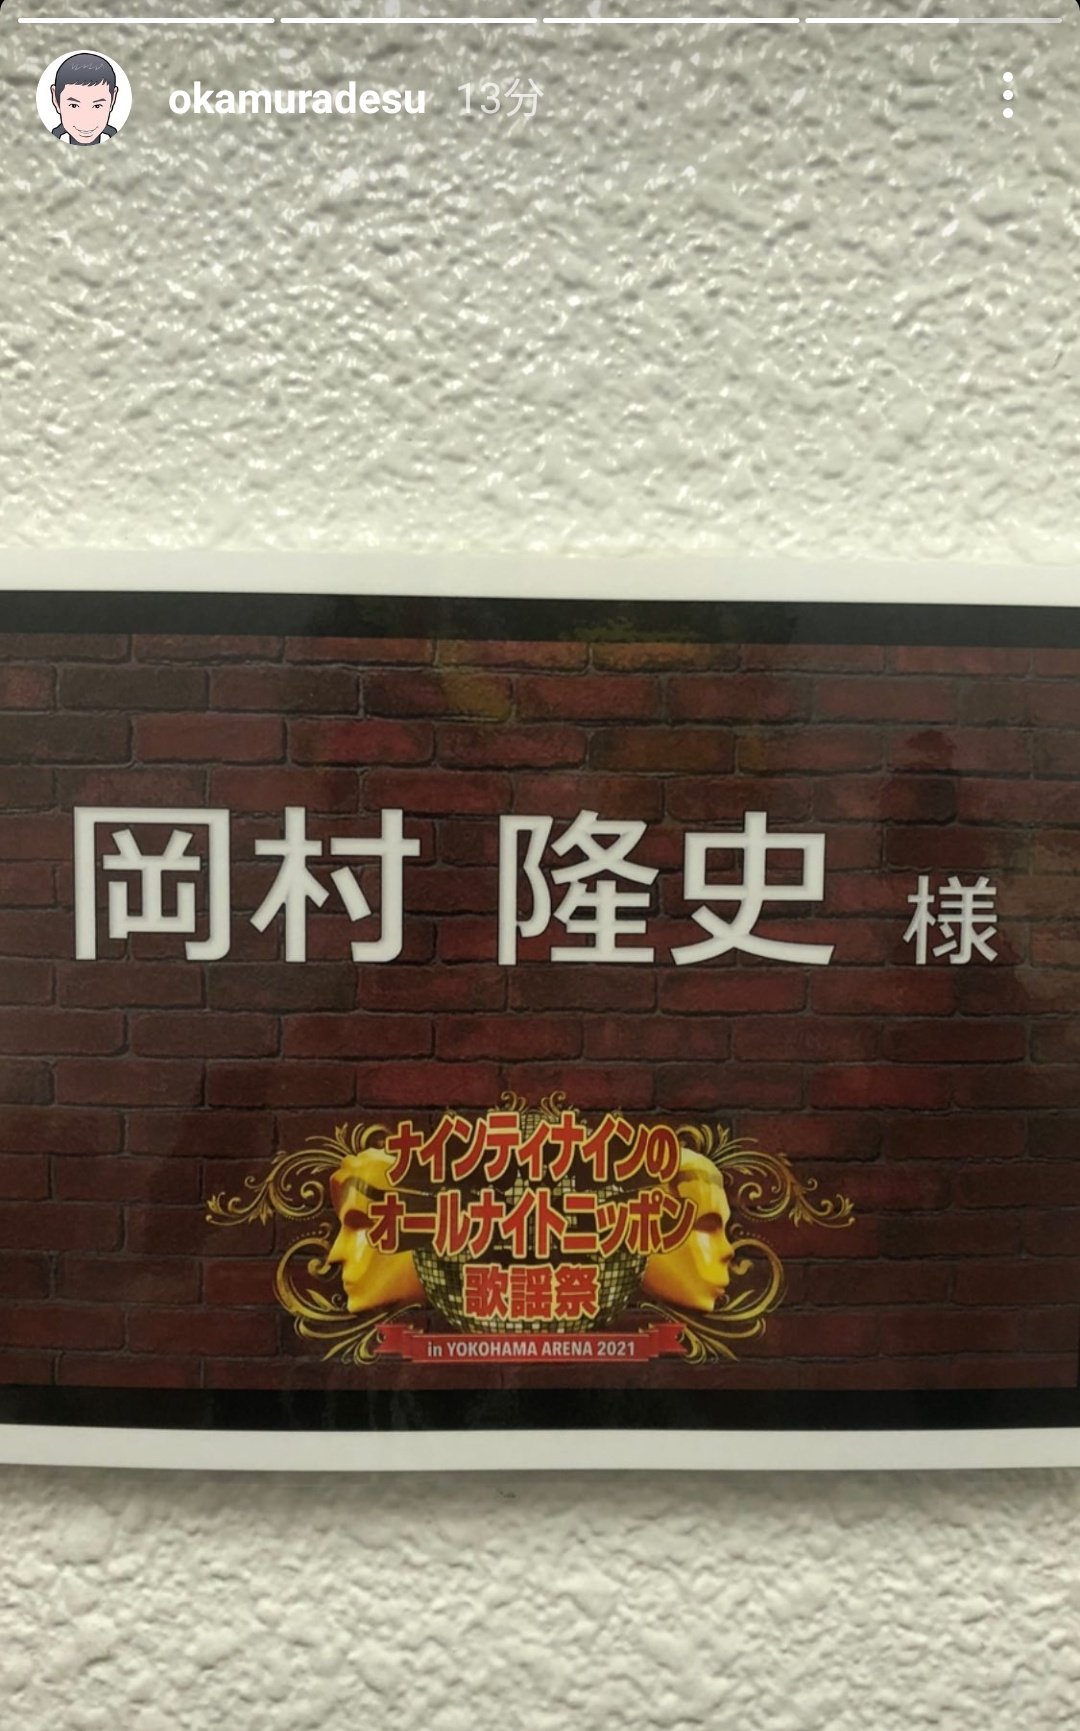 okamuradesu 13分
岡村 隆史 様
ナインティナインの
オールナイトニッポン
歌謡祭
in YOKOHAMA ARENA 2021